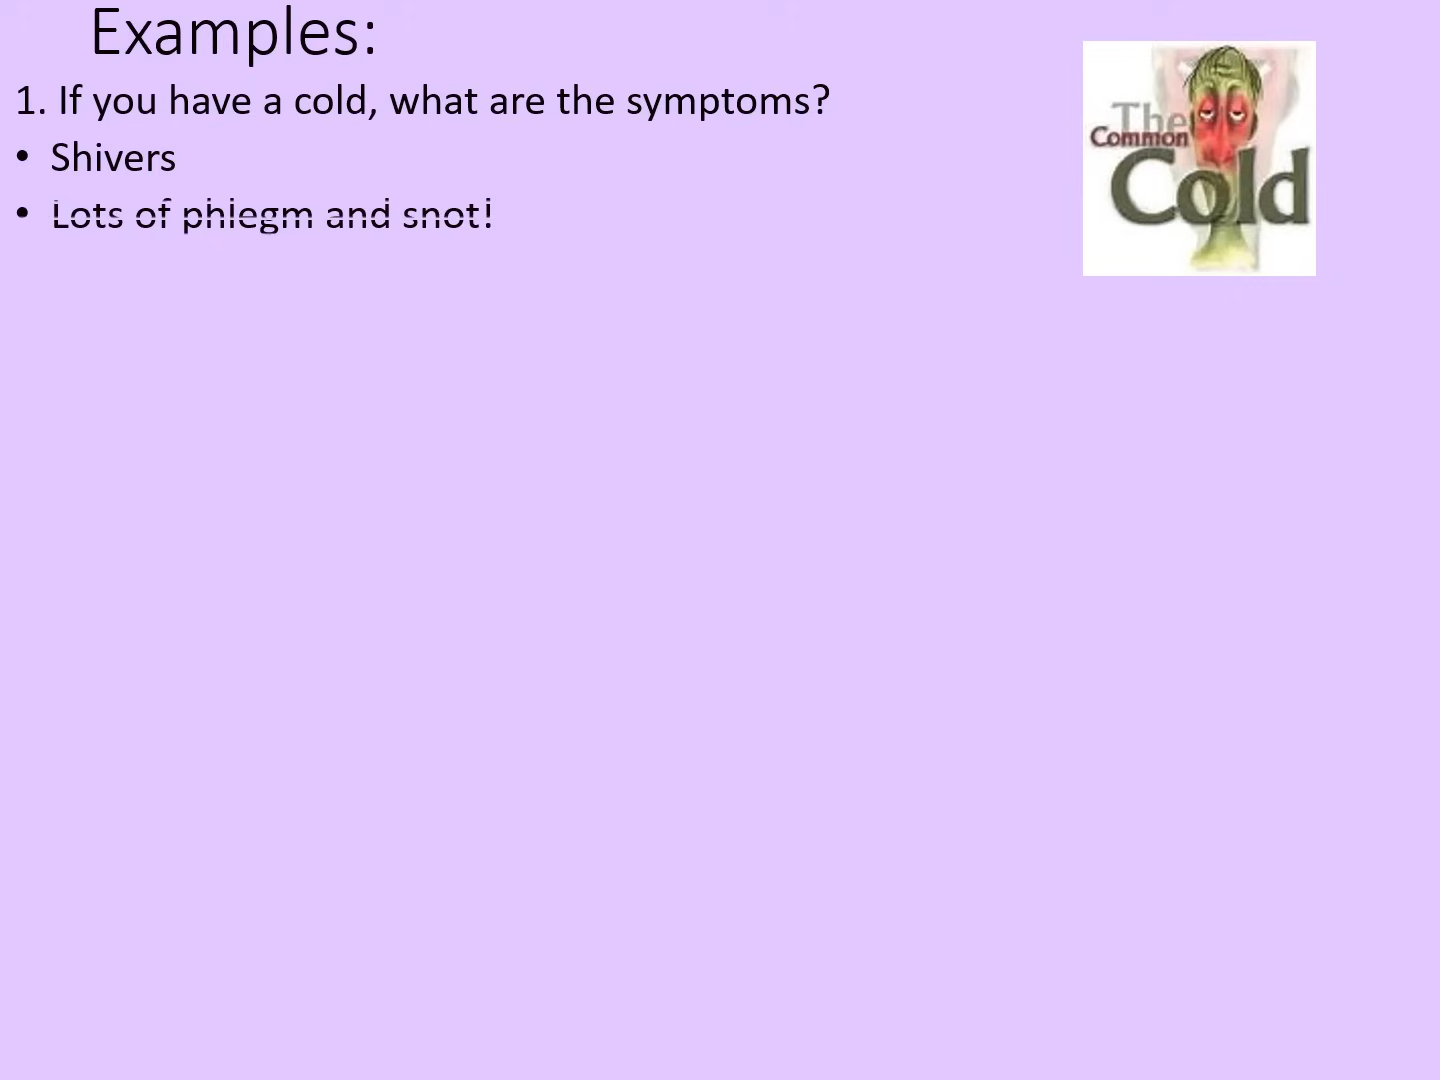 Examples:
1. If you have a cold, what are the symptoms?
• Shivers
• Lots of phlegm and snot!
The
Common
Cold